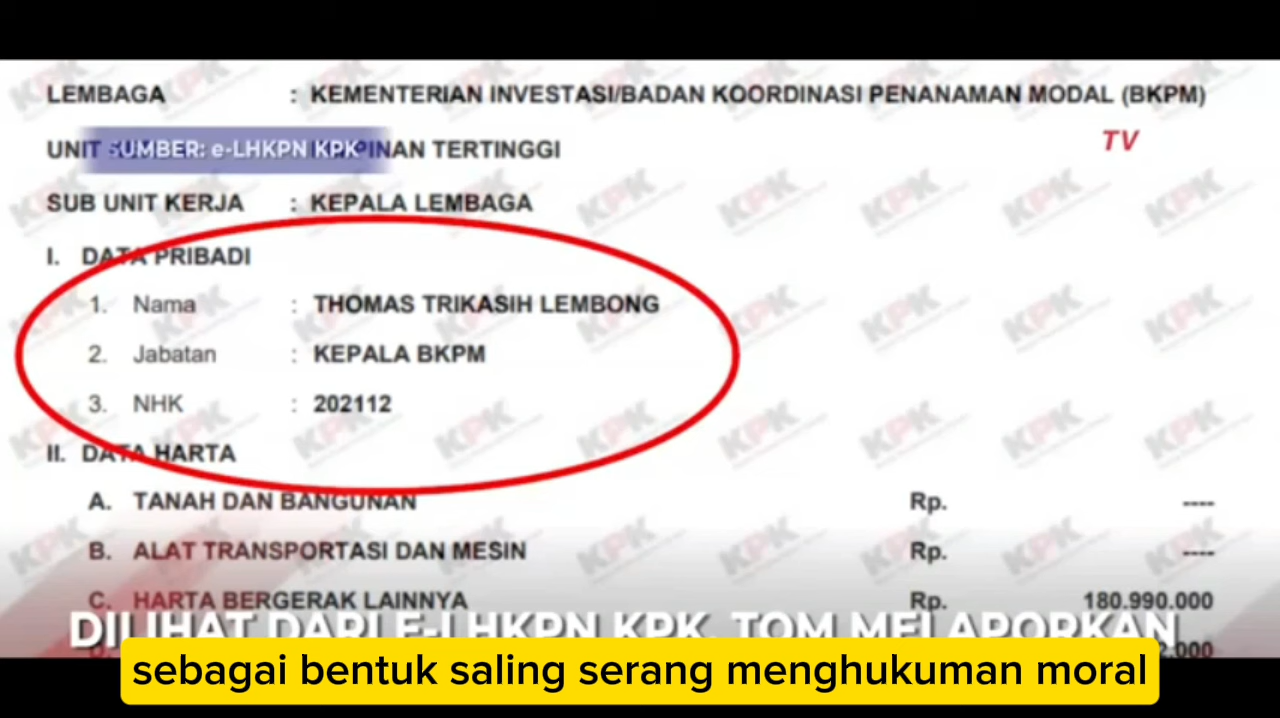 LEMBAGA : KEMENTERIAN INVESTASI/BADAN KOORDINASI PENANAMAN MODAL (BKPM)
TV
UNIT PINAN TERTINGGI
SUMBER: e-LHKPN KPK
SUB UNIT KERJA : KEPALA LEMBAGA
I. DATA PRIBADI
1. Nama : THOMAS TRIKASIH LEMBONG
2. Jabatan : KEPALA BKPM
3. NHK : 202112
II. DATA HARTA
A. TANAH DAN BANGUNAN Rp. ----
B. ALAT TRANSPORTASI DAN MESIN Rp. ----
C. HARTA BERGERAK LAINNYA Rp. 180.990.000
DILIHAT DARI E-LHKPN KPK, TOM MELAPORKAN
sebagai bentuk saling serang menghukuman moral